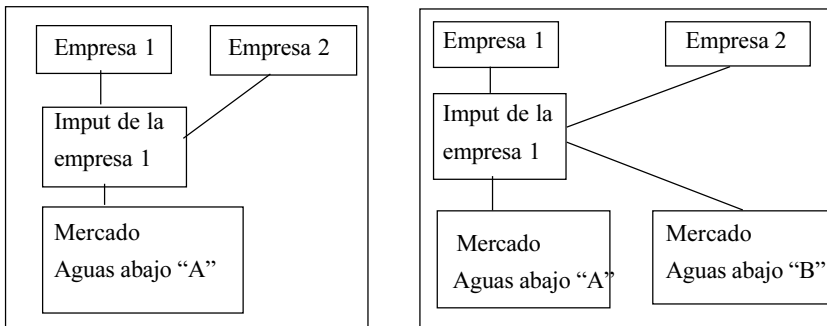 Empresa 1
Empresa 2
Imput de la
empresa 1
Mercado
Aguas abajo “A”
Empresa 1
Empresa 2
Imput de la
empresa 1
Mercado
Aguas abajo “A”
Mercado
Aguas abajo “B”